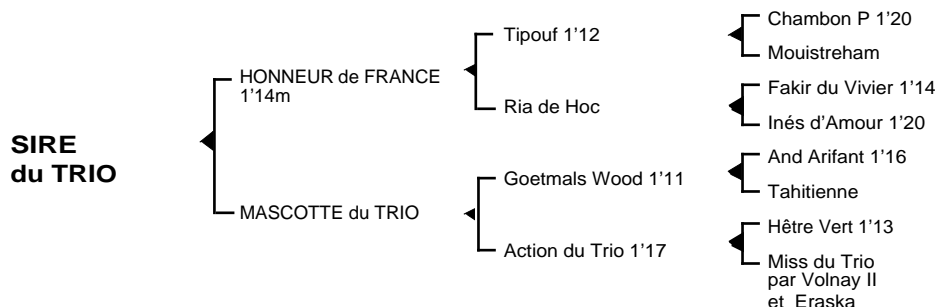 SIRE
du TRIO
HONNEUR de FRANCE
1’14m
MASCOTTE du TRIO
Tipouf 1’12
Ria de Hoc
Goetmals Wood 1’11
Action du Trio 1’17
Chambon P 1’20
Mouistreham
Fakir du Vivier 1’14
Inés d’Amour 1’20
And Arifant 1’16
Tahitienne
Hêtre Vert 1’13
Miss du Trio
par Volnay II
et Eraska